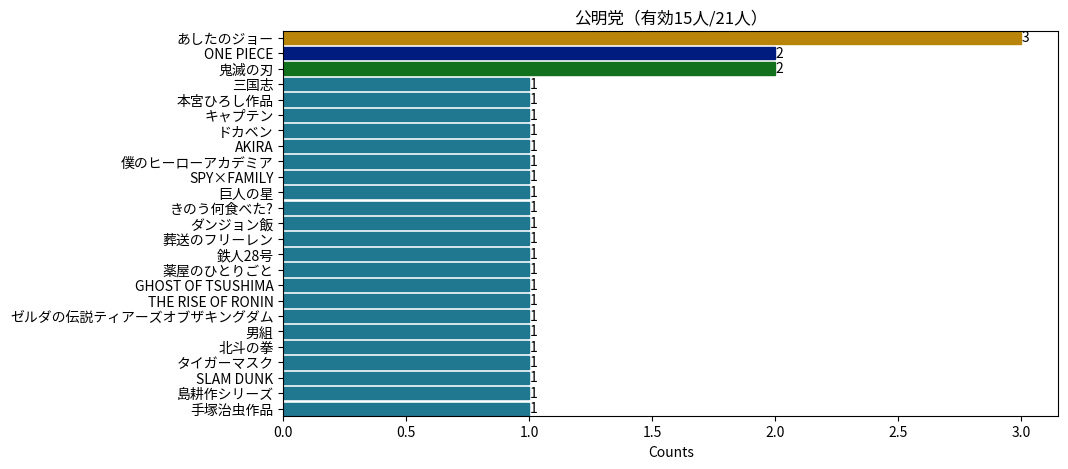 公明党（有効15人/21人）
あしたのジョー 3
ONE PIECE 2
鬼滅の刃 2
三国志 1
本宮ひろし作品 1
キャプテン 1
ドカベン 1
AKIRA 1
僕のヒーローアカデミア 1
SPY×FAMILY 1
巨人の星 1
きのう何食べた? 1
ダンジョン飯 1
葬送のフリーレン 1
鉄人28号 1
薬屋のひとりごと 1
GHOST OF TSUSHIMA 1
THE RISE OF RONIN 1
ゼルダの伝説ティアーズオブザキングダム 1
男組 1
北斗の拳 1
タイガーマスク 1
SLAM DUNK 1
島耕作シリーズ 1
手塚治虫作品 1
0.0 0.5 1.0 1.5 2.0 2.5 3.0
Counts